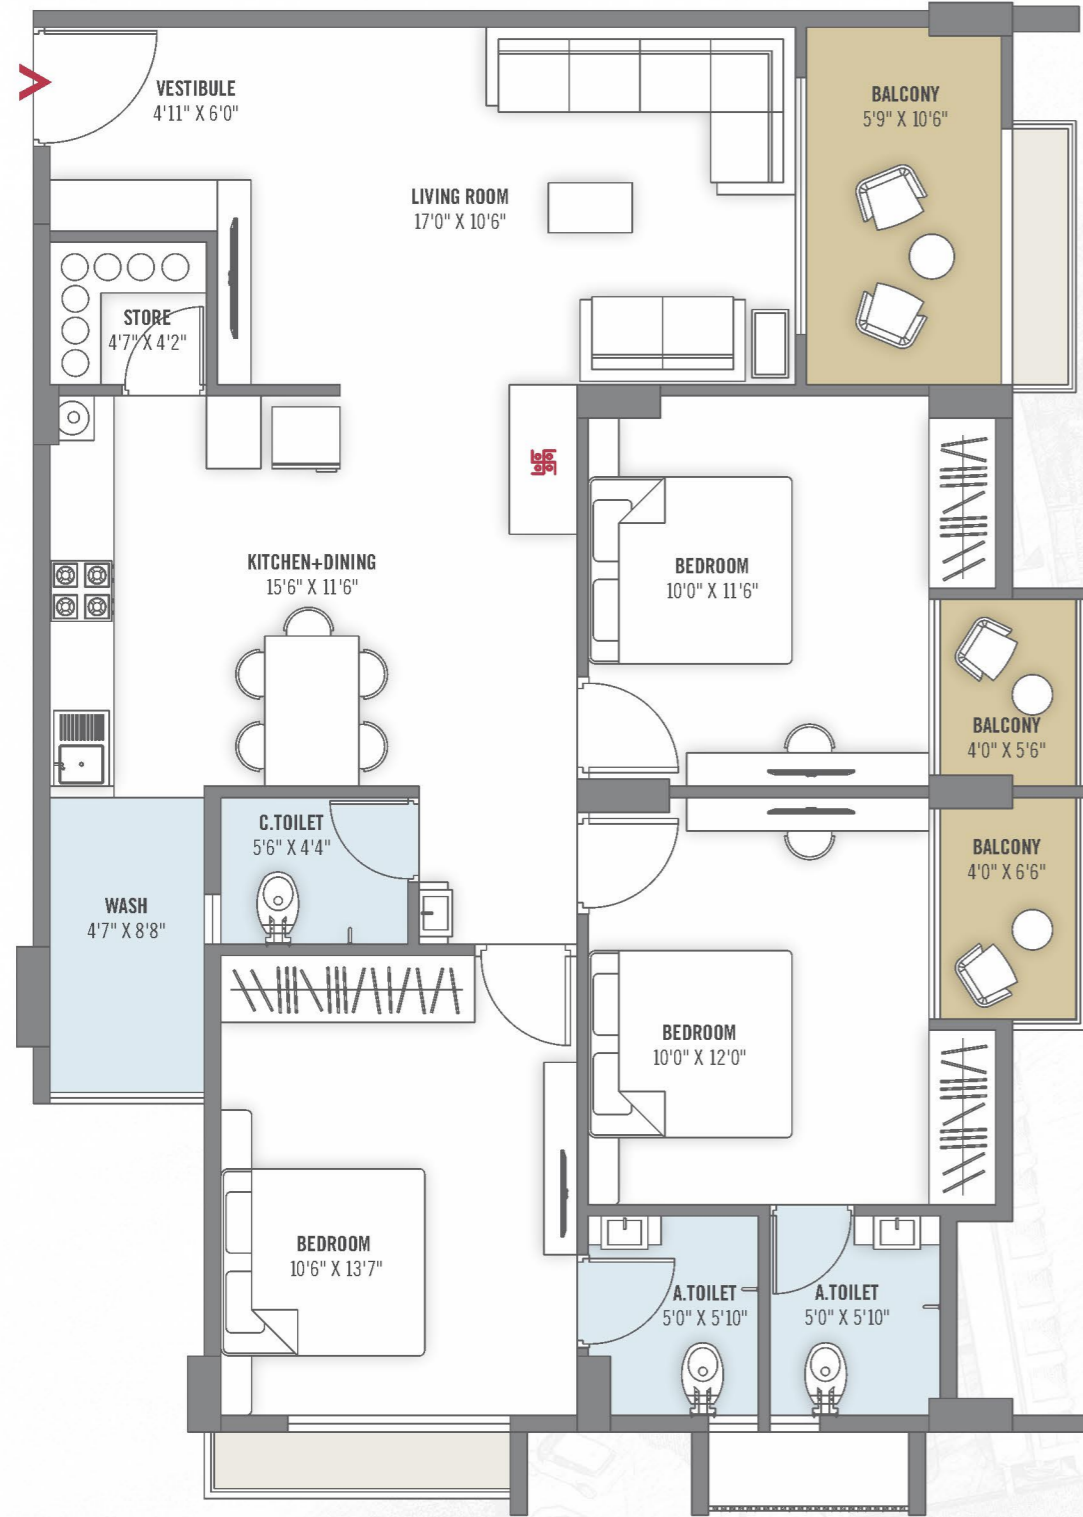 VESTIBULE
4'11" X 6'0"
BALCONY
5'9" X 10'6"
LIVING ROOM
17'0" X 10'6"
STORE
4'7" X 4'2"
KITCHEN+DINING
15'6" X 11'6"
BEDROOM
10'0" X 11'6"
BALCONY
4'0" X 5'6"
C.TOILET
5'6" X 4'4"
BALCONY
4'0" X 6'6"
WASH
4'7" X 8'8"
BEDROOM
10'0" X 12'0"
BEDROOM
10'6" X 13'7"
A.TOILET
5'0" X 5'10"
A.TOILET
5'0" X 5'10"